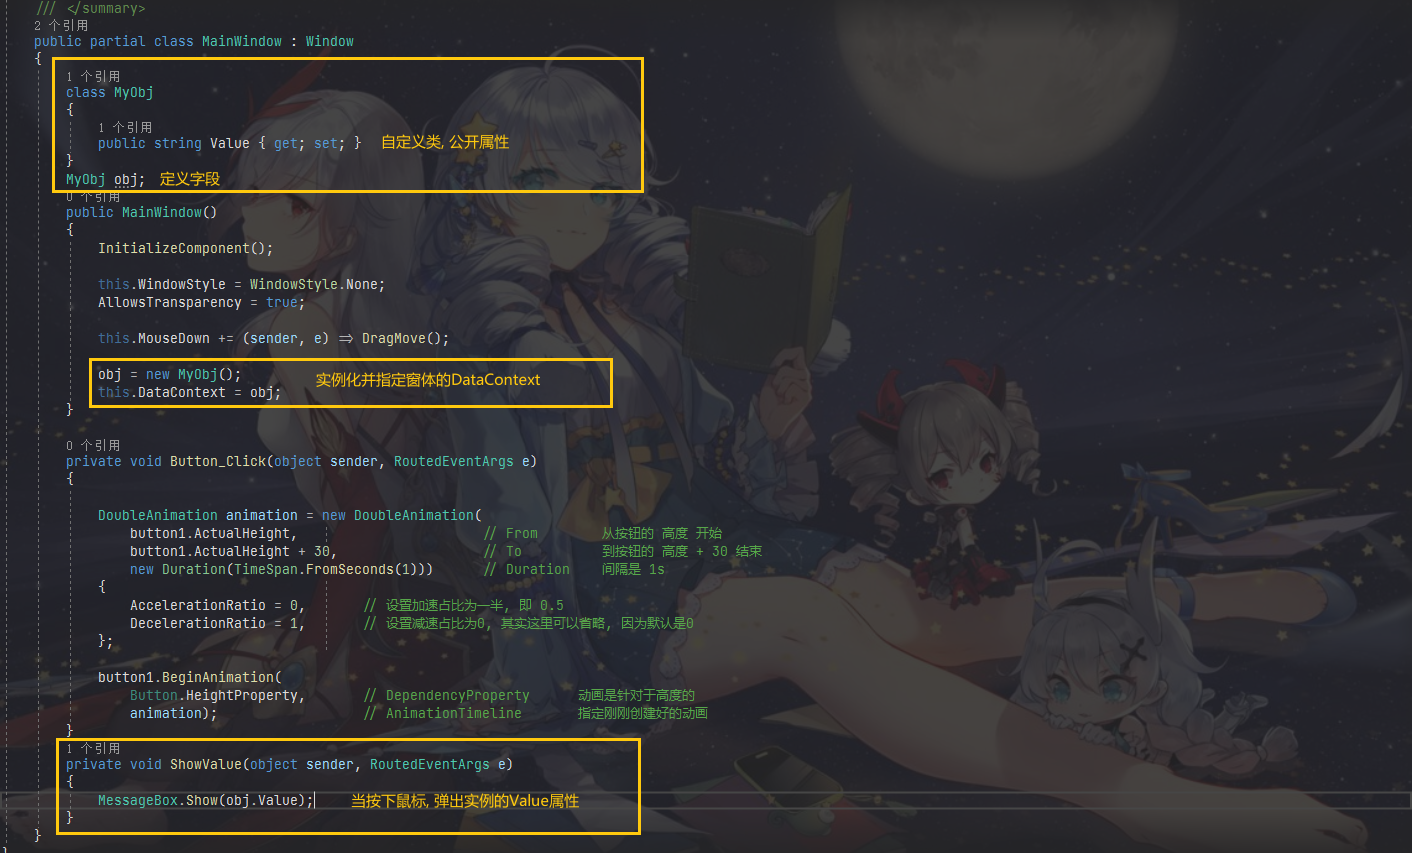 /// </summary>
2 个引用
public partial class MainWindow : Window
{
1 个引用
class MyObj
{
1 个引用
public string Value { get; set; } 自定义类, 公开属性
}
MyObj obj; 定义字段
0 个引用
public MainWindow()
{
InitializeComponent();
this.WindowStyle = WindowStyle.None;
AllowsTransparency = true;
this.MouseDown += (sender, e) => DragMove();
obj = new MyObj(); 实例化并指定窗体的DataContext
this.DataContext = obj;
}
0 个引用
private void Button_Click(object sender, RoutedEventArgs e)
{
DoubleAnimation animation = new DoubleAnimation(
button1.ActualHeight, // From 从按钮的 高度 开始
button1.ActualHeight + 30, // To 到按钮的 高度 + 30 结束
new Duration(TimeSpan.FromSeconds(1))) // Duration 间隔是 1s
{
AccelerationRatio = 0, // 设置加速占比为一半, 即 0.5
DecelerationRatio = 1, // 设置减速占比为0, 其实这里可以省略, 因为默认是0
};
button1.BeginAnimation(
Button.HeightProperty, // DependencyProperty 动画是针对于高度的
animation); // AnimationTimeline 指定刚刚创建好的动画
}
1 个引用
private void ShowValue(object sender, RoutedEventArgs e)
{
MessageBox.Show(obj.Value); 当按下鼠标, 弹出实例的Value属性
}
}
}